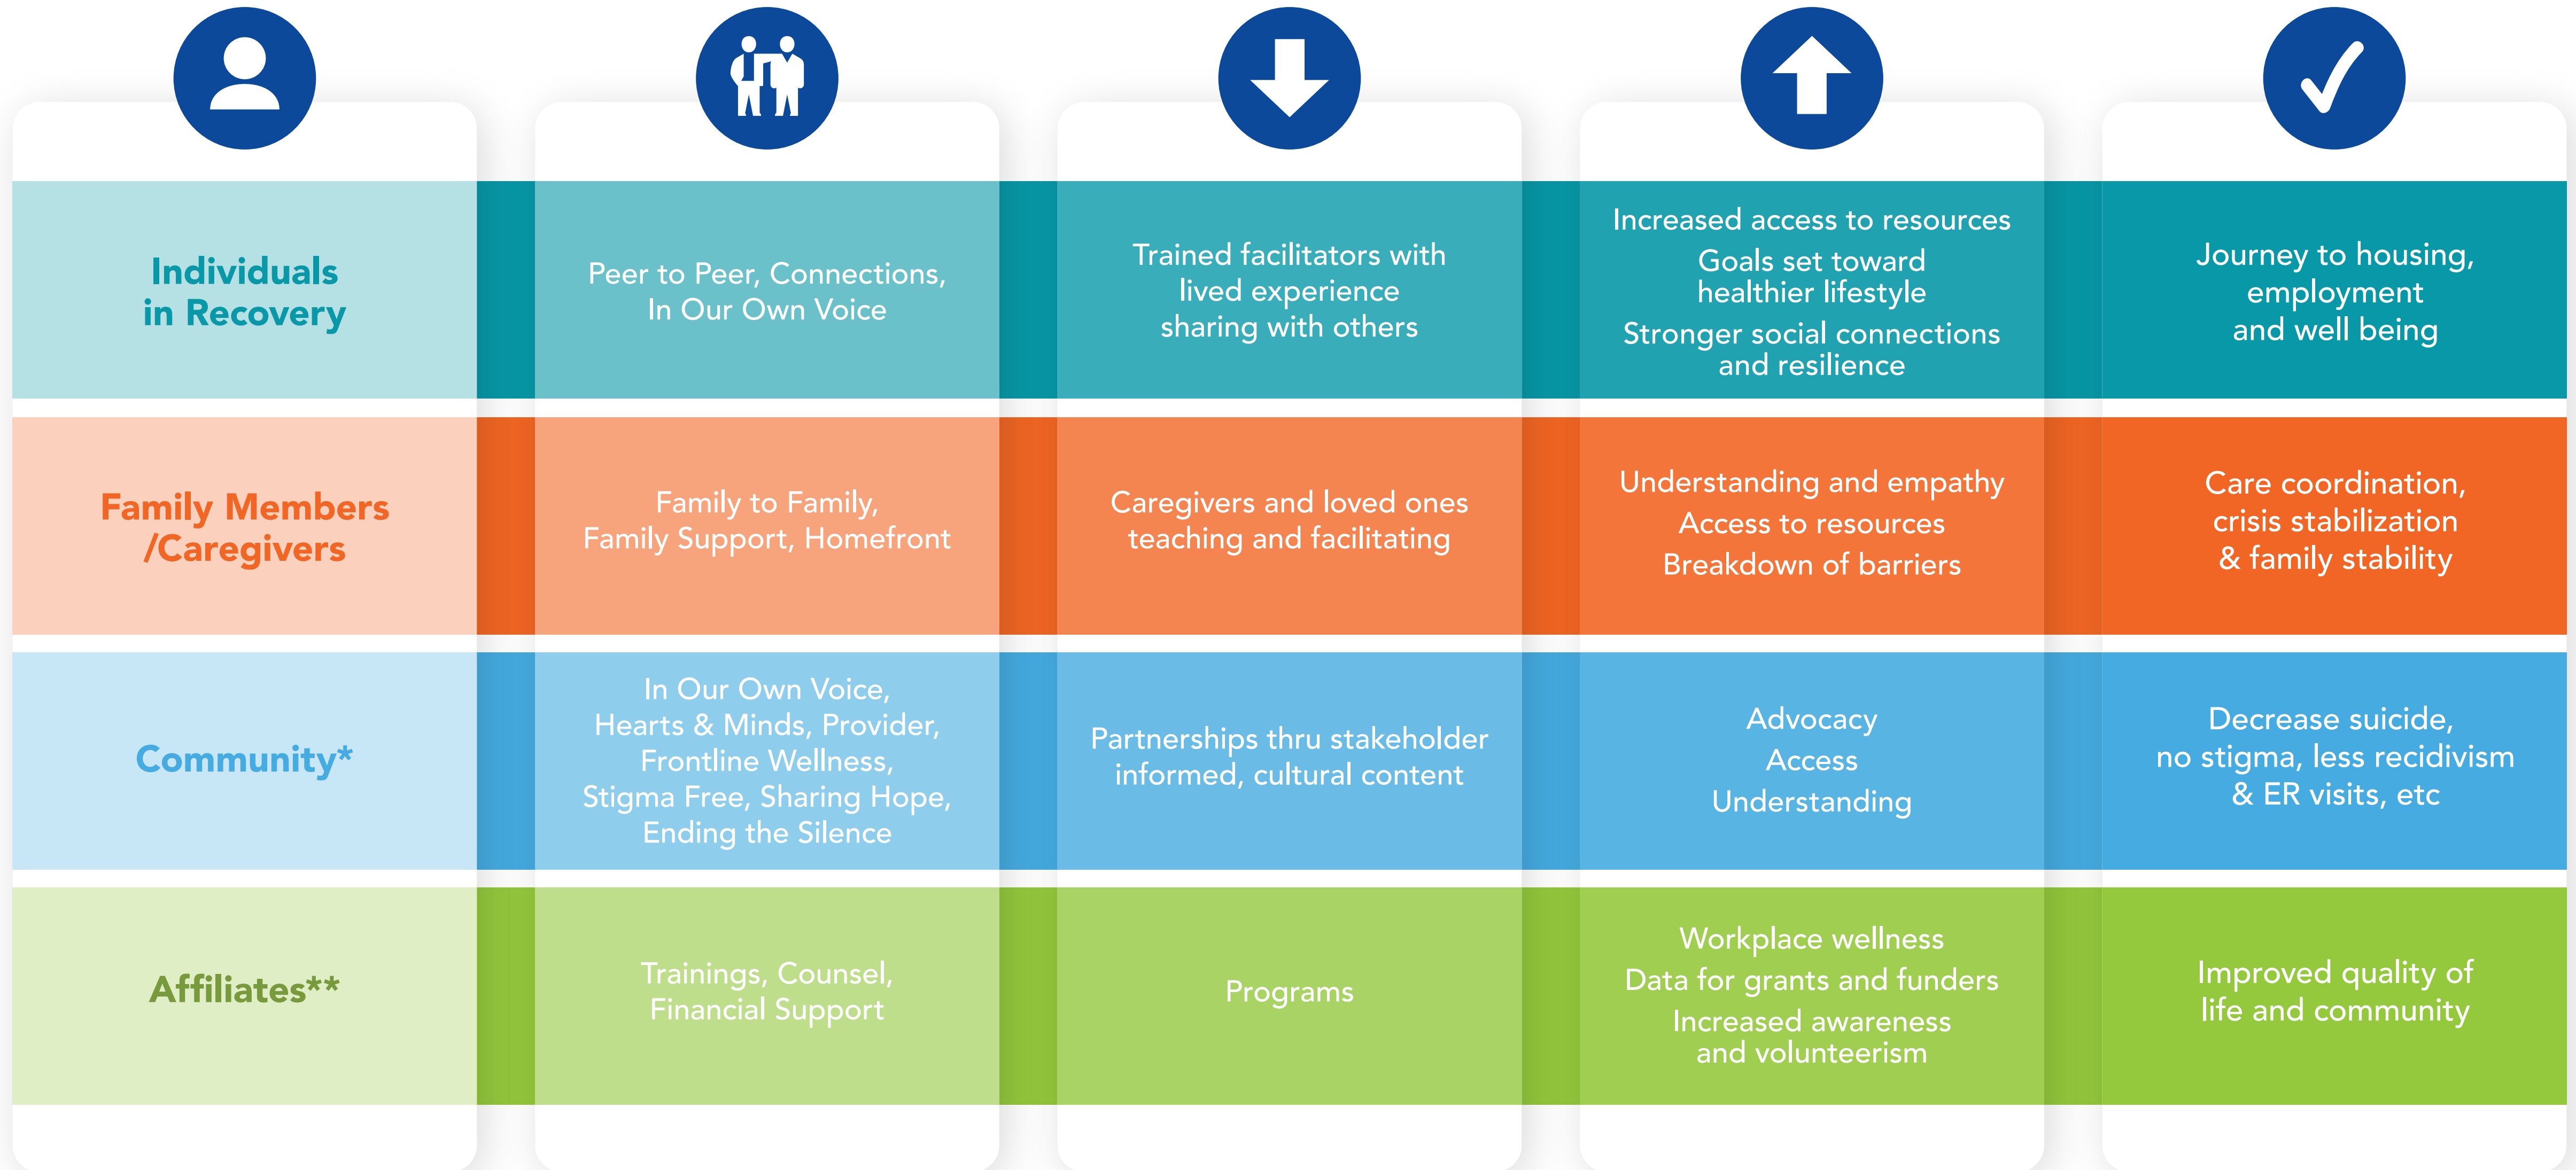 Individuals
in Recovery
Peer to Peer, Connections,
In Our Own Voice
Trained facilitators with
lived experience
sharing with others
Increased access to resources
Goals set toward
healthier lifestyle
Stronger social connections
and resilience
Journey to housing,
employment
and well being
Family Members
/Caregivers
Family to Family,
Family Support, Homefront
Caregivers and loved ones
teaching and facilitating
Understanding and empathy
Access to resources
Breakdown of barriers
Care coordination,
crisis stabilization
& family stability
Community*
In Our Own Voice,
Hearts & Minds, Provider,
Frontline Wellness,
Stigma Free, Sharing Hope,
Ending the Silence
Partnerships thru stakeholder
informed, cultural content
Advocacy
Access
Understanding
Decrease suicide,
no stigma, less recidivism
& ER visits, etc
Affiliates**
Trainings, Counsel,
Financial Support
Programs
Workplace wellness
Data for grants and funders
Increased awareness
and volunteerism
Improved quality of
life and community